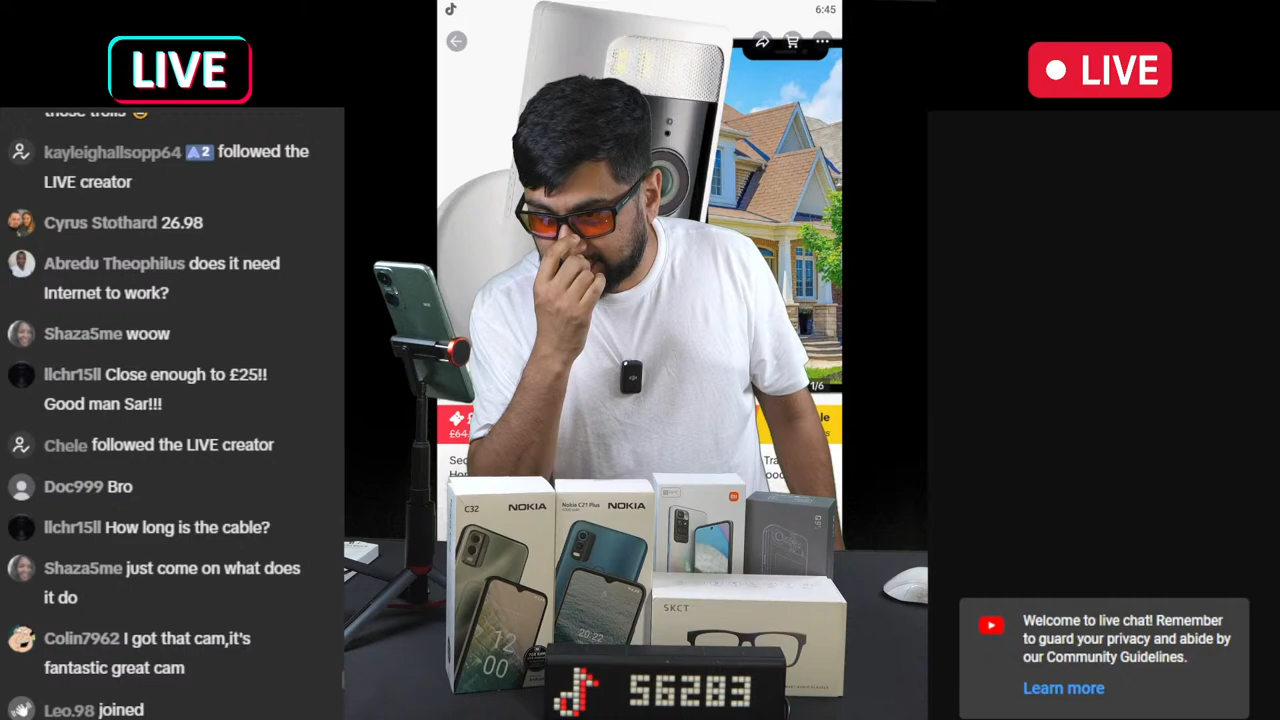 LIVE
those trolls
kayleighallsopp64 2 followed the
LIVE creator
Cyrus Stothard 26.98
Abredu Theophilus does it need
Internet to work?
Shaza5me woow
llchr15ll Close enough to £25!!
Good man Sar!!!
Chele followed the LIVE creator
Doc999 Bro
llchr15ll How long is the cable?
Shaza5me just come on what does
it do
Colin7962 I got that cam,it's
fantastic great cam
Leo.98 joined
6:45
1/6
£64.
C32 NOKIA
Nokia C21 Plus NOKIA
12
00
20:22
SKCT
56283
LIVE
Welcome to live chat! Remember
to guard your privacy and abide by
our Community Guidelines.
Learn more